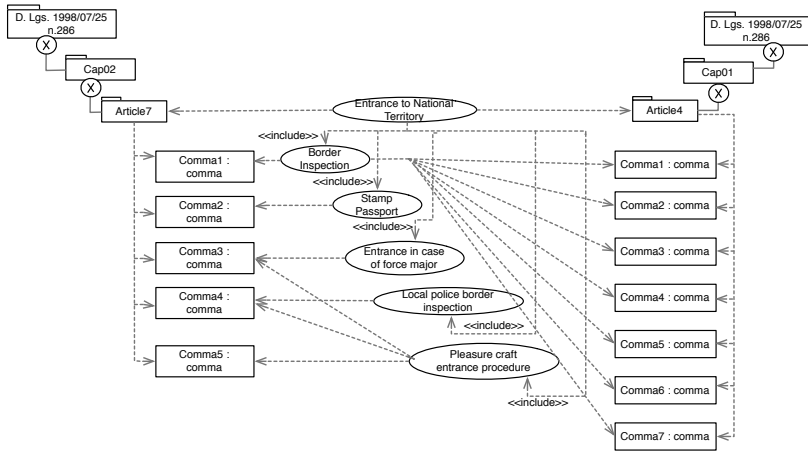 D. Lgs. 1998/07/25
n.286
D. Lgs. 1998/07/25
n.286
X
X
Cap02
Cap01
X
X
Article7
Entrance to National
Territory
Article4
<<include>>
Comma1 :
comma
Border
Inspection
Comma1 : comma
<<include>>
Comma2 :
comma
Stamp
Passport
Comma2 : comma
<<include>>
Comma3 :
comma
Entrance in case
of force major
Comma3 : comma
Comma4 :
comma
Local police border
inspection
Comma4 : comma
<<include>>
Comma5 :
comma
Pleasure craft
entrance procedure
Comma5 : comma
Comma6 : comma
<<include>>
Comma7 : comma